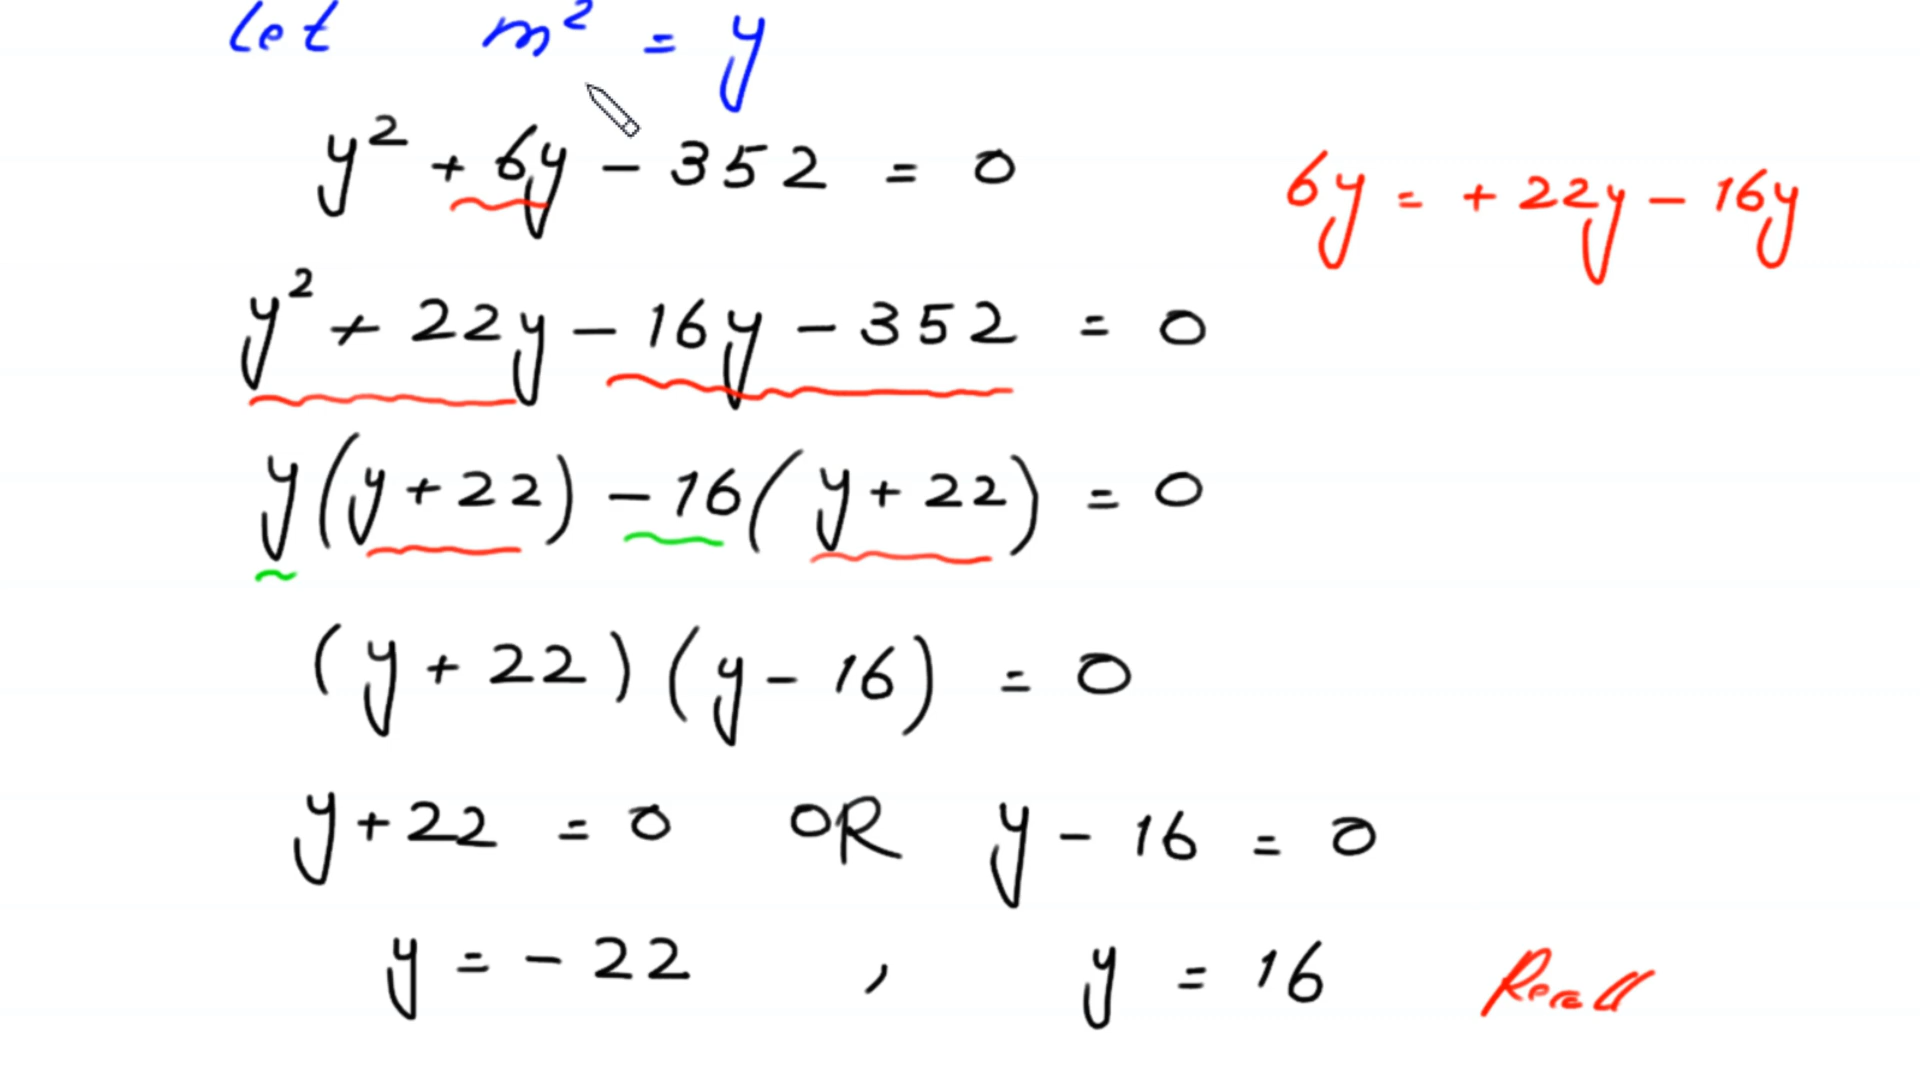 Let m² = y
y² + 6y - 352 = 0
6y = + 22y - 16y
y² + 22y - 16y - 352 = 0
y(y + 22) - 16(y + 22) = 0
(y + 22)(y - 16) = 0
y + 22 = 0 OR y - 16 = 0
y = - 22 , y = 16
Recall